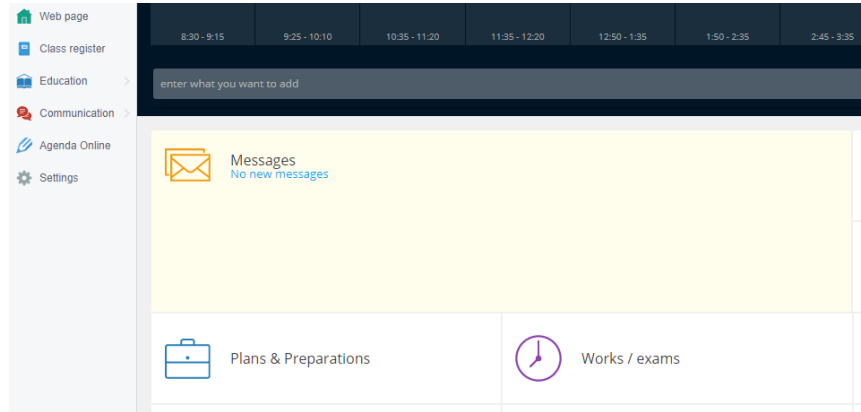 Web page
Class register
Education
Communication
Agenda Online
Settings
8:30 - 9:15 9:25 - 10:10 10:35 - 11:20 11:35 - 12:20 12:50 - 1:35 1:50 - 2:35 2:45 - 3:35
enter what you want to add
Messages
No new messages
Plans & Preparations
Works / exams